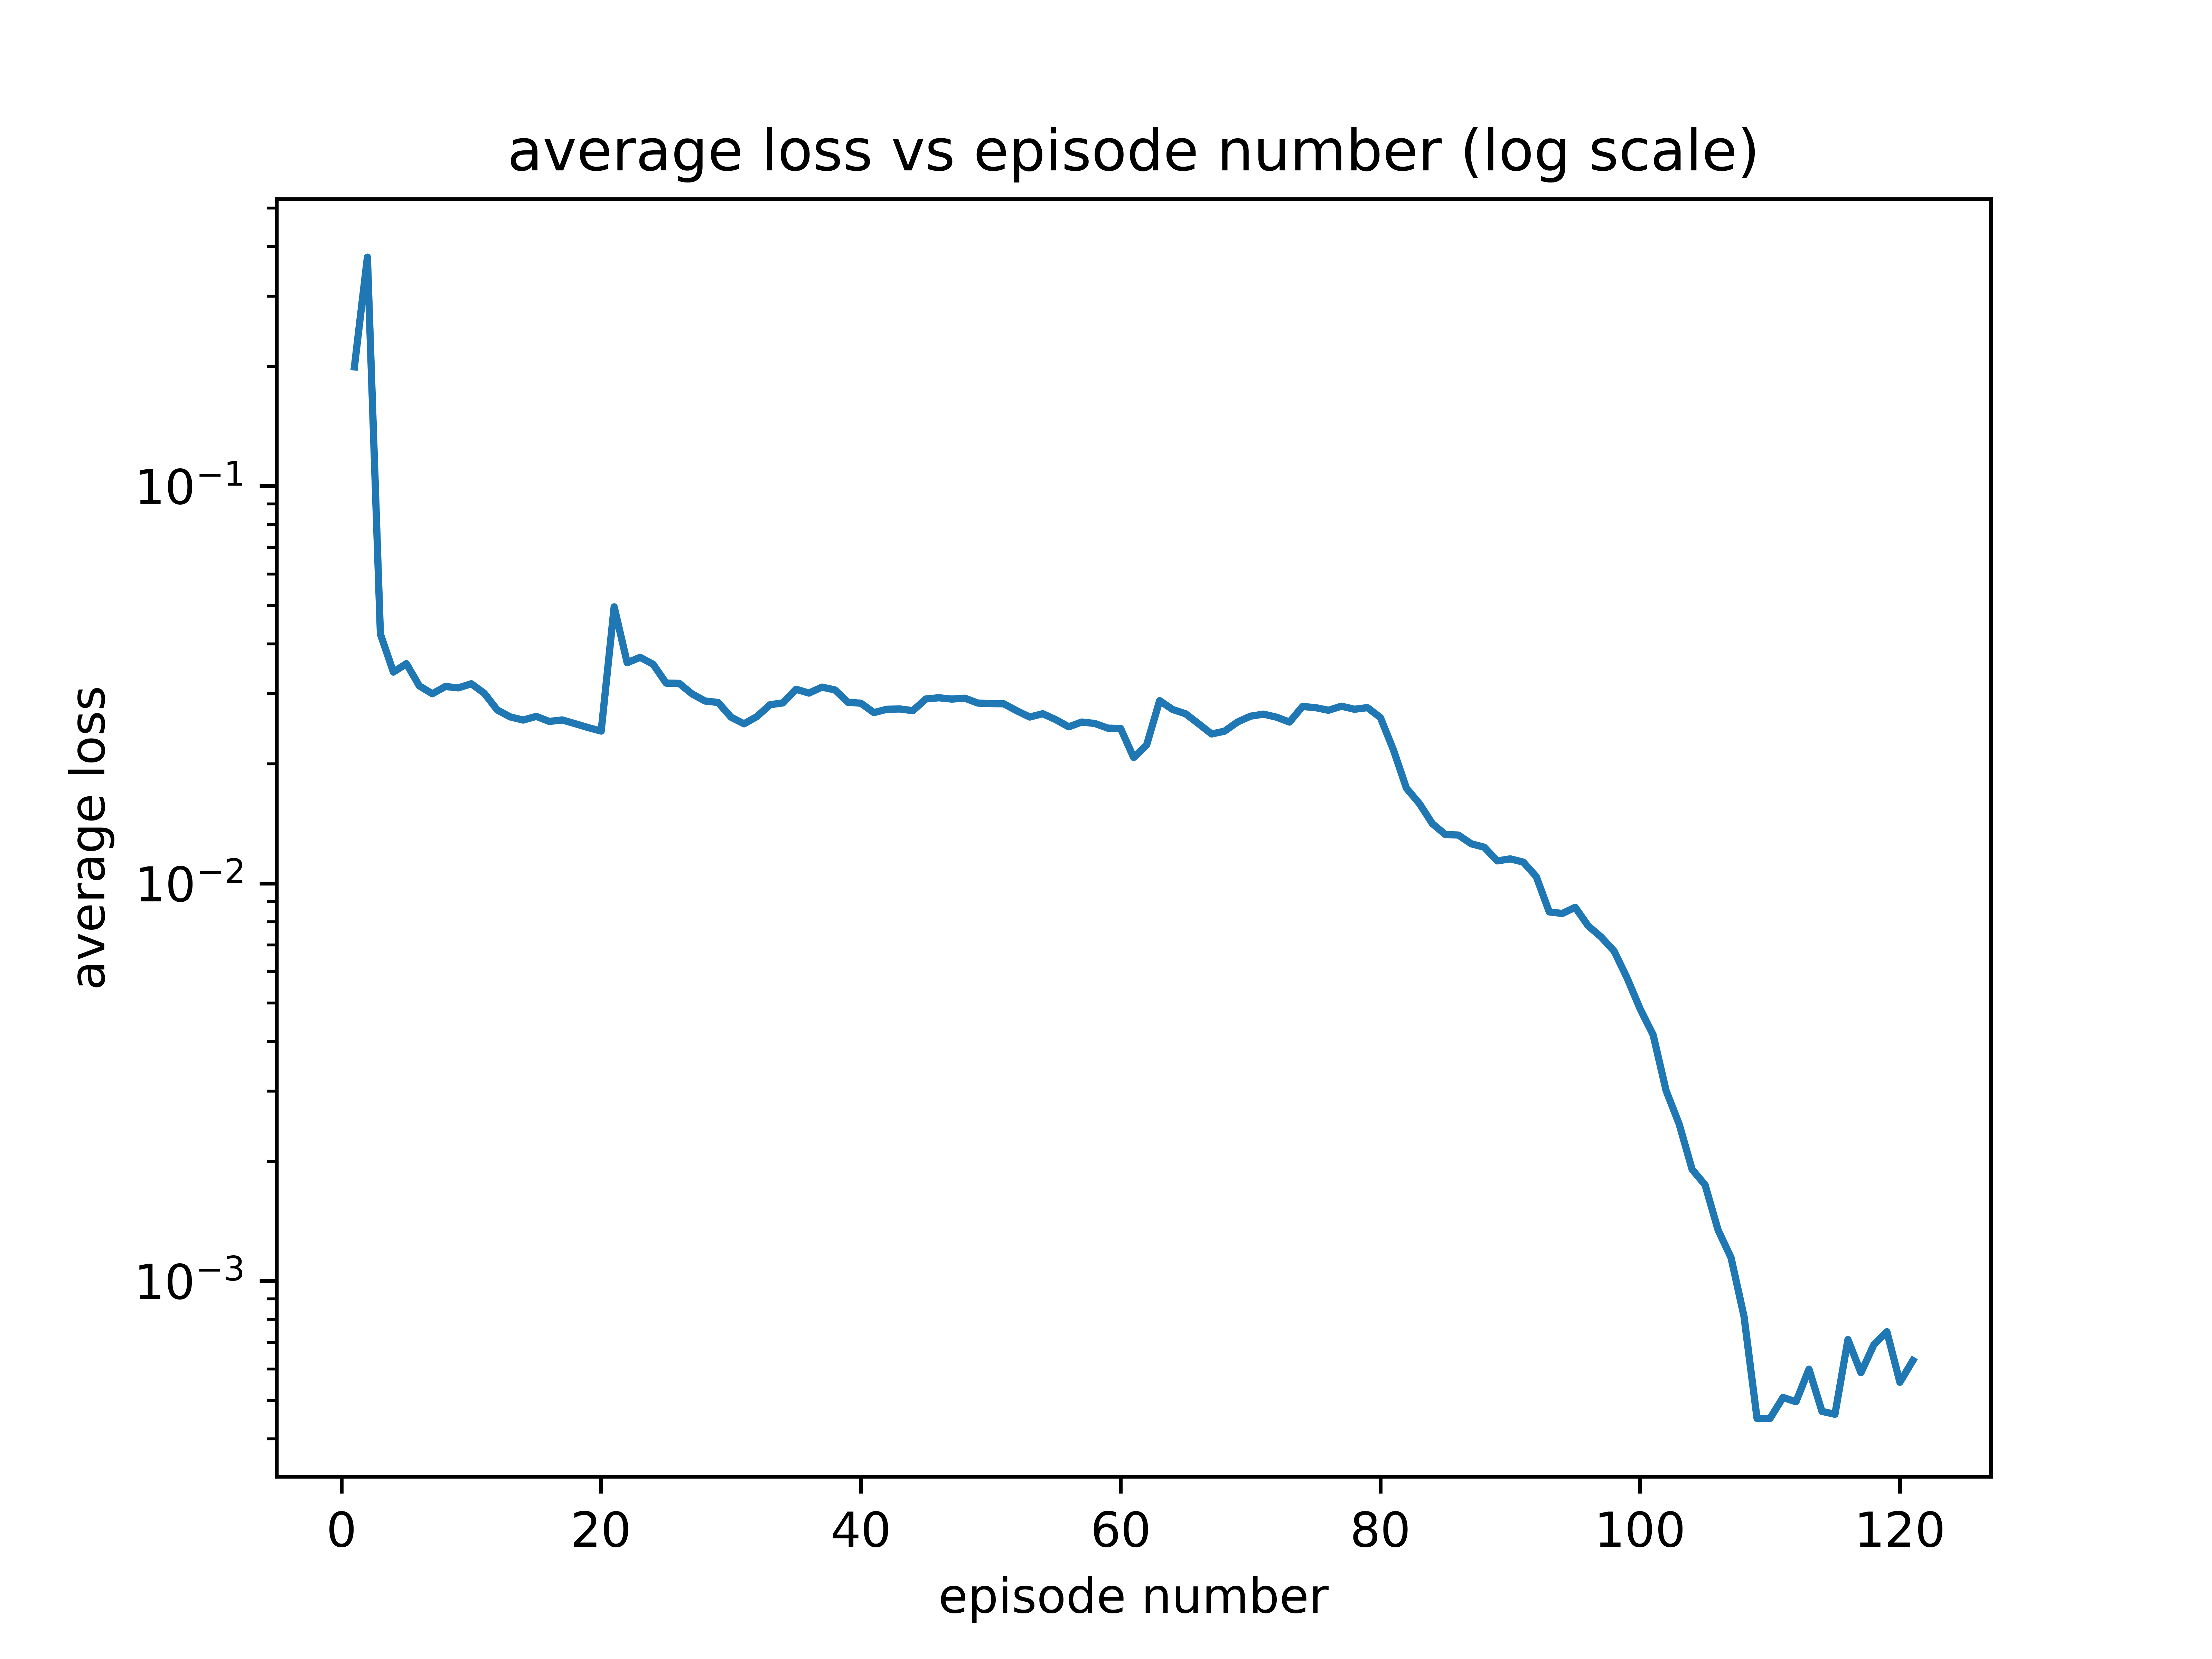 average loss vs episode number (log scale)
average loss
10⁻¹
10⁻²
10⁻³
0 20 40 60 80 100 120
episode number